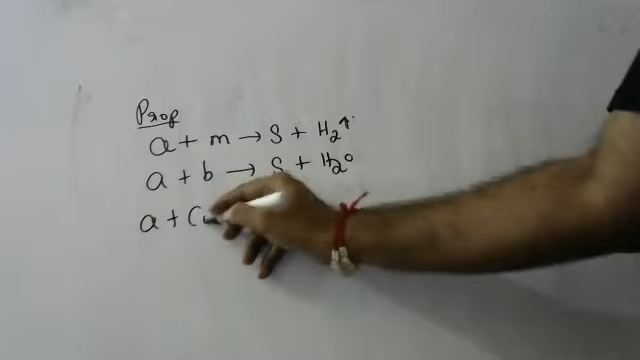 Prop
a + m → S + H₂↑
a + b → S + H₂O
a + C